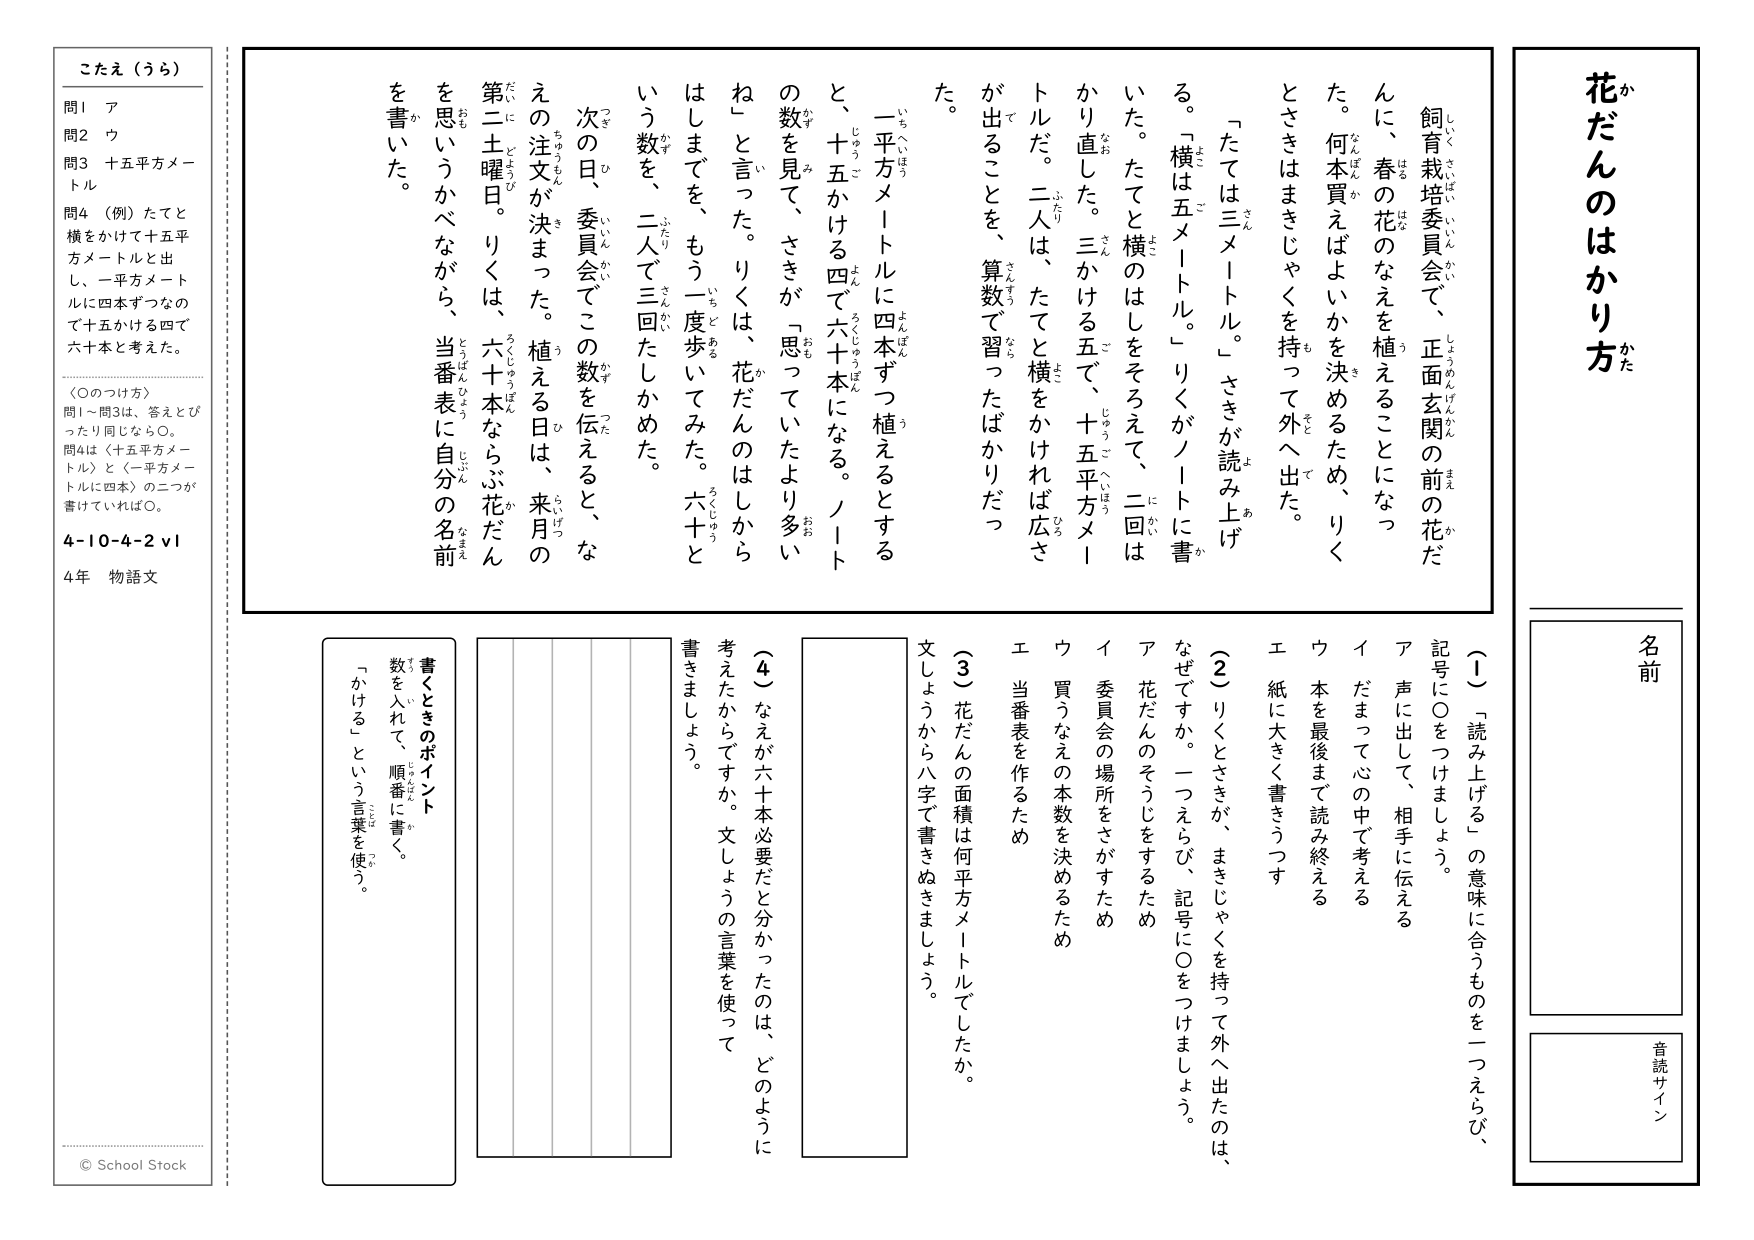 花だんのはかり方
名前
音読サイン
飼育栽培委員会で、正面玄関の前の花だ
んに、春の花のなえを植えることになっ
た。何本買えばよいかを決めるため、りく
とさきはまきじゃくを持って外へ出た。
「たては三メートル。」さきが読み上げ
る。「横は五メートル。」りくがノートに書
いた。たてと横のはしをそろえて、二回は
かり直した。三かける五で、十五平方メー
トルだ。二人は、たてと横をかければ広さ
が出ることを、算数で習ったばかりだっ
た。
一平方メートルに四本ずつ植えるとする
と、十五かける四で六十本になる。ノート
の数を見て、さきが「思っていたより多い
ね」と言った。りくは、花だんのはしから
はしまでを、もう一度歩いてみた。六十と
いう数を、二人で三回たしかめた。
次の日、委員会でこの数を伝えると、な
えの注文が決まった。植える日は、来月の
第二土曜日。りくは、六十本ならぶ花だん
を思いうかべながら、当番表に自分の名前
を書いた。
(1)「読み上げる」の意味に合うものを一つえらび、
記号に○をつけましょう。
ア 声に出して、相手に伝える
イ だまって心の中で考える
ウ 本を最後まで読み終える
エ 紙に大きく書きうつす
(2)りくとさきが、まきじゃくを持って外へ出たのは、
なぜですか。一つえらび、記号に○をつけましょう。
ア 花だんのそうじをするため
イ 委員会の場所をさがすため
ウ 買うなえの本数を決めるため
エ 当番表を作るため
(3)花だんの面積は何平方メートルでしたか。
文しょうから八字で書きぬきましょう。
(4)なえが六十本必要だと分かったのは、どのように
考えたからですか。文しょうの言葉を使って
書きましょう。
書くときのポイント
数を入れて、順番に書く。
「かける」という言葉を使う。
こたえ（うら）
問1 ア
問2 ウ
問3 十五平方メー
トル
問4 （例）たてと
横をかけて十五平
方メートルと出
し、一平方メート
ルに四本ずつなの
で十五かける四で
六十本と考えた。
〈○のつけ方〉
問1～問3は、答えとぴ
ったり同じなら○。
問4は〈十五平方メー
トル〉と〈一平方メー
トルに四本〉の二つが
書けていれば○。
4-10-4-2 v1
4年 物語文
© School Stock